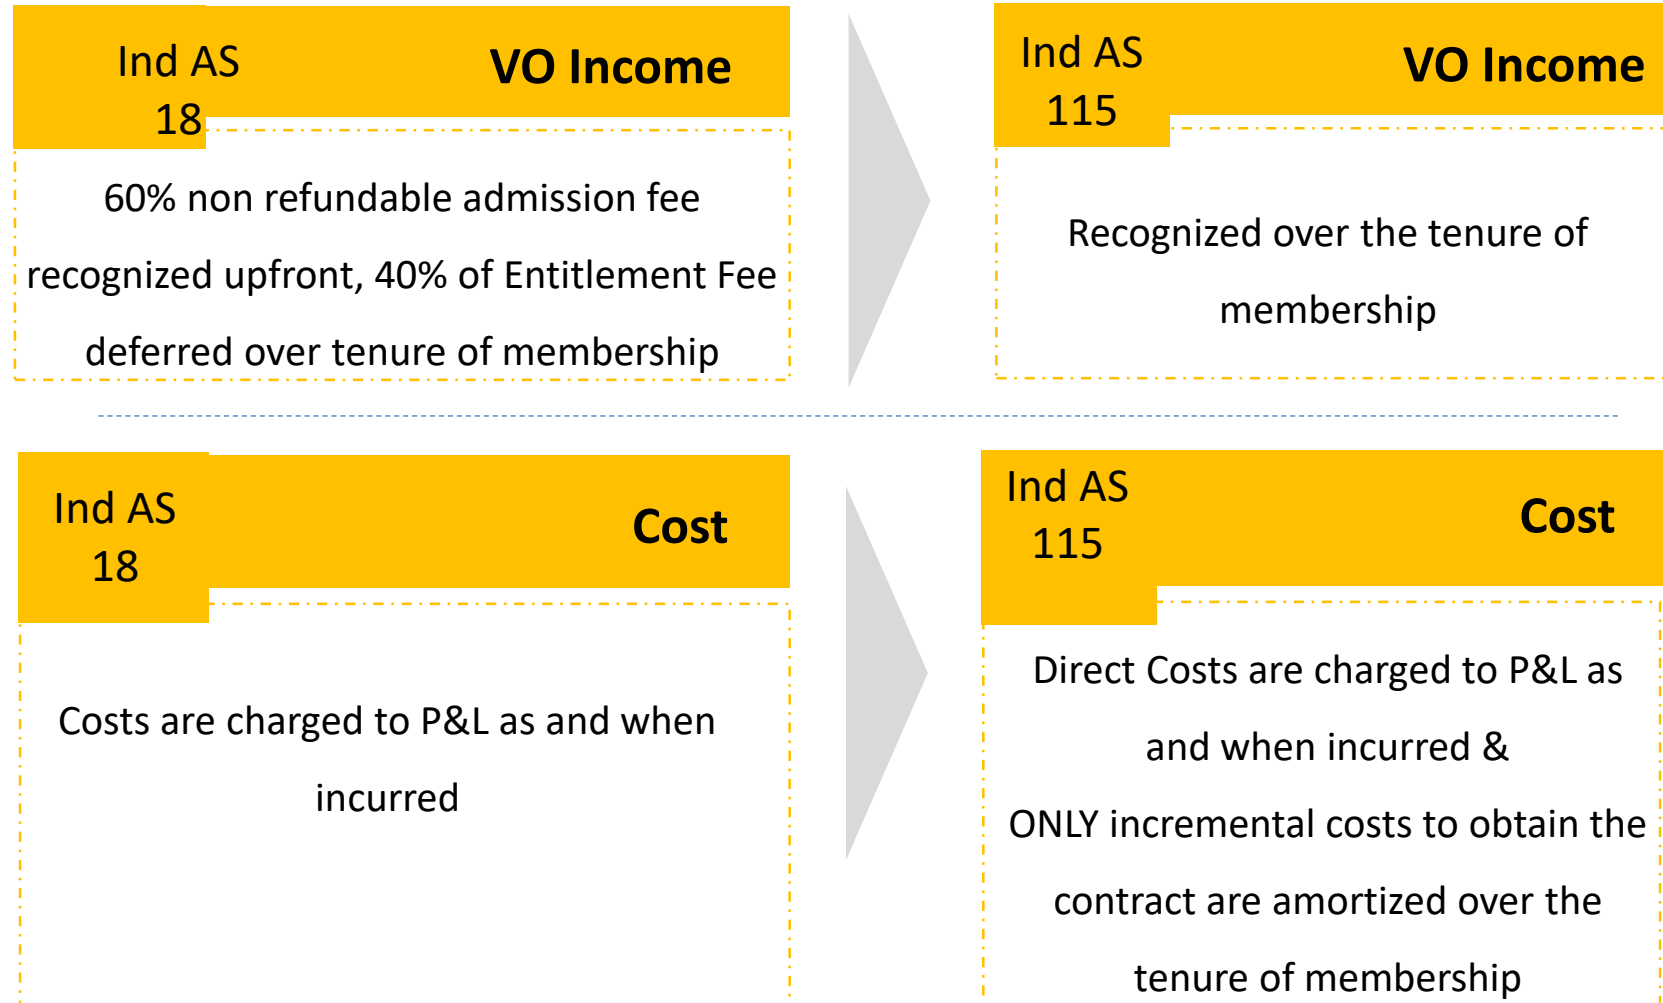 Ind AS
18
VO Income
60% non refundable admission fee
recognized upfront, 40% of Entitlement Fee
deferred over tenure of membership
Ind AS
115
VO Income
Recognized over the tenure of
membership
Ind AS
18
Cost
Costs are charged to P&L as and when
incurred
Ind AS
115
Cost
Direct Costs are charged to P&L as
and when incurred &
ONLY incremental costs to obtain the
contract are amortized over the
tenure of membership